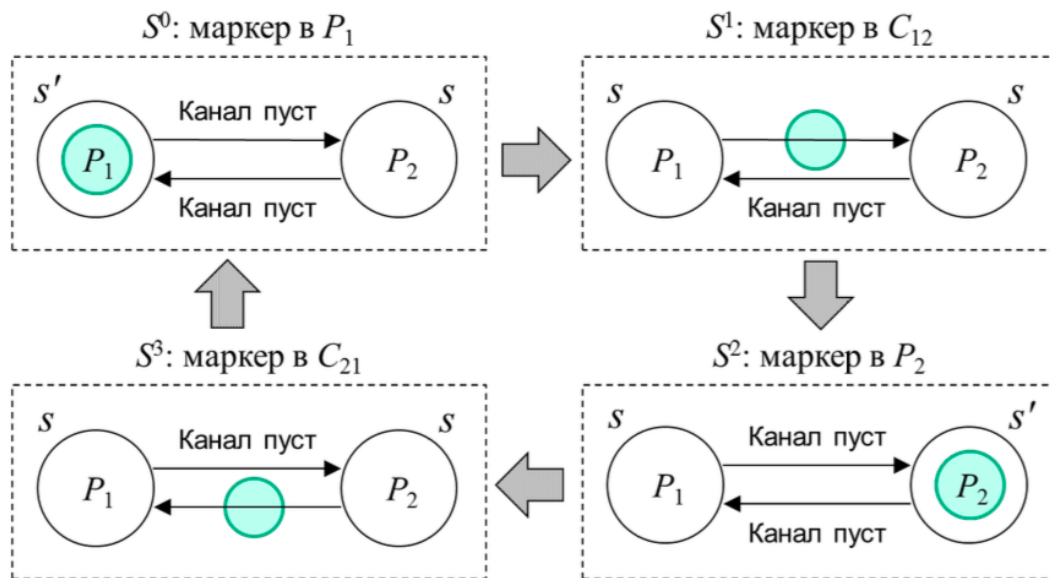 S⁰: маркер в P₁
s′
Канал пуст
s
P₁
P₂
Канал пуст
S¹: маркер в C₁₂
s
s
P₁
P₂
Канал пуст
S³: маркер в C₂₁
s
Канал пуст
s
P₁
P₂
S²: маркер в P₂
s
Канал пуст
s′
P₁
P₂
Канал пуст